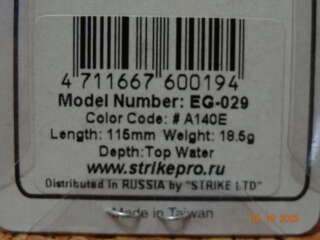 4 711667 600194
Model Number: EG-029
Color Code: # A140E
Length: 115mm Weight: 18.5g
Depth: Top Water
www.strikepro.ru
Distributed in RUSSIA by "STRIKE LTD"
Made in Taiwan